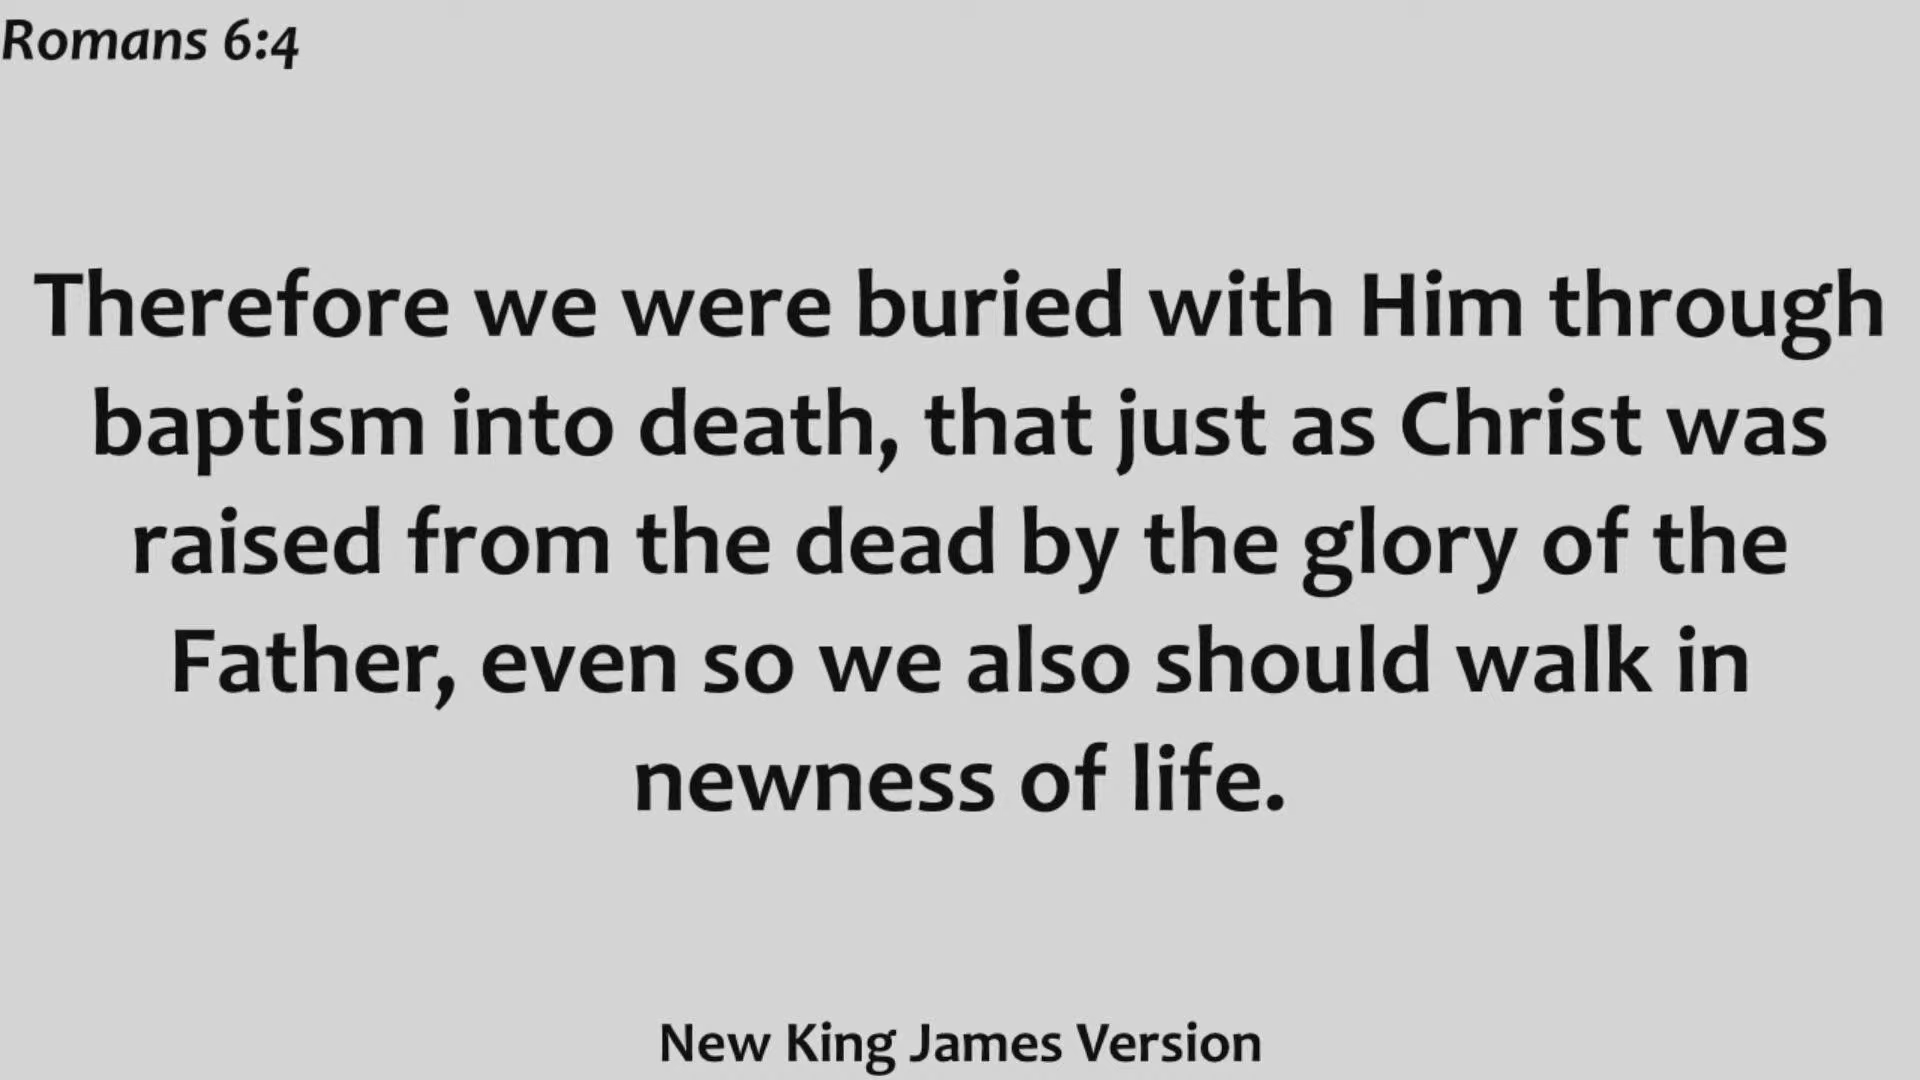 Romans 6:4
Therefore we were buried with Him through
baptism into death, that just as Christ was
raised from the dead by the glory of the
Father, even so we also should walk in
newness of life.
New King James Version